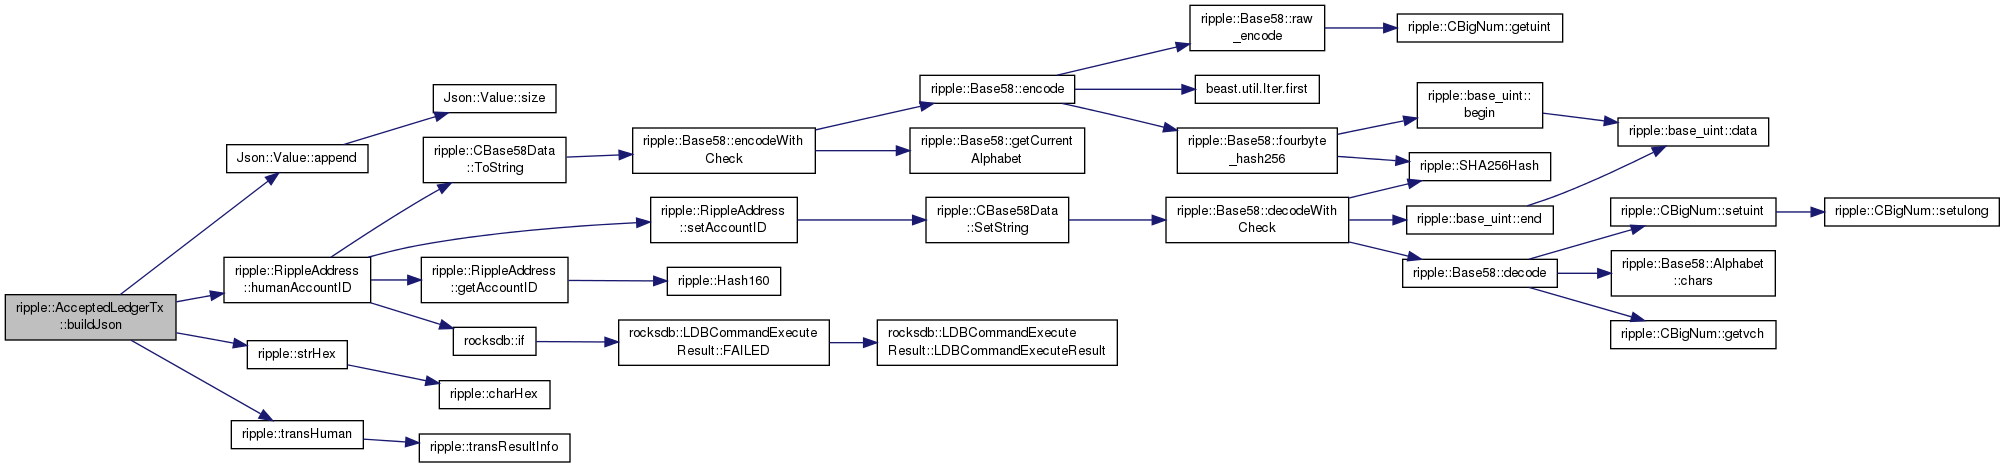 ripple::AcceptedLedgerTx
::buildJson
Json::Value::append
Json::Value::size
ripple::RippleAddress
::humanAccountID
ripple::CBase58Data
::ToString
ripple::Base58::encodeWith
Check
ripple::Base58::encode
ripple::Base58::raw
_encode
ripple::CBigNum::getuint
beast.util.Iter.first
ripple::Base58::fourbyte
_hash256
ripple::base_uint::
begin
ripple::base_uint::data
ripple::SHA256Hash
ripple::Base58::getCurrent
Alphabet
ripple::RippleAddress
::setAccountID
ripple::CBase58Data
::SetString
ripple::Base58::decodeWith
Check
ripple::base_uint::end
ripple::Base58::decode
ripple::CBigNum::setuint
ripple::CBigNum::setulong
ripple::Base58::Alphabet
::chars
ripple::CBigNum::getvch
ripple::RippleAddress
::getAccountID
ripple::Hash160
rocksdb::if
rocksdb::LDBCommandExecute
Result::FAILED
rocksdb::LDBCommandExecute
Result::LDBCommandExecuteResult
ripple::strHex
ripple::charHex
ripple::transHuman
ripple::transResultInfo